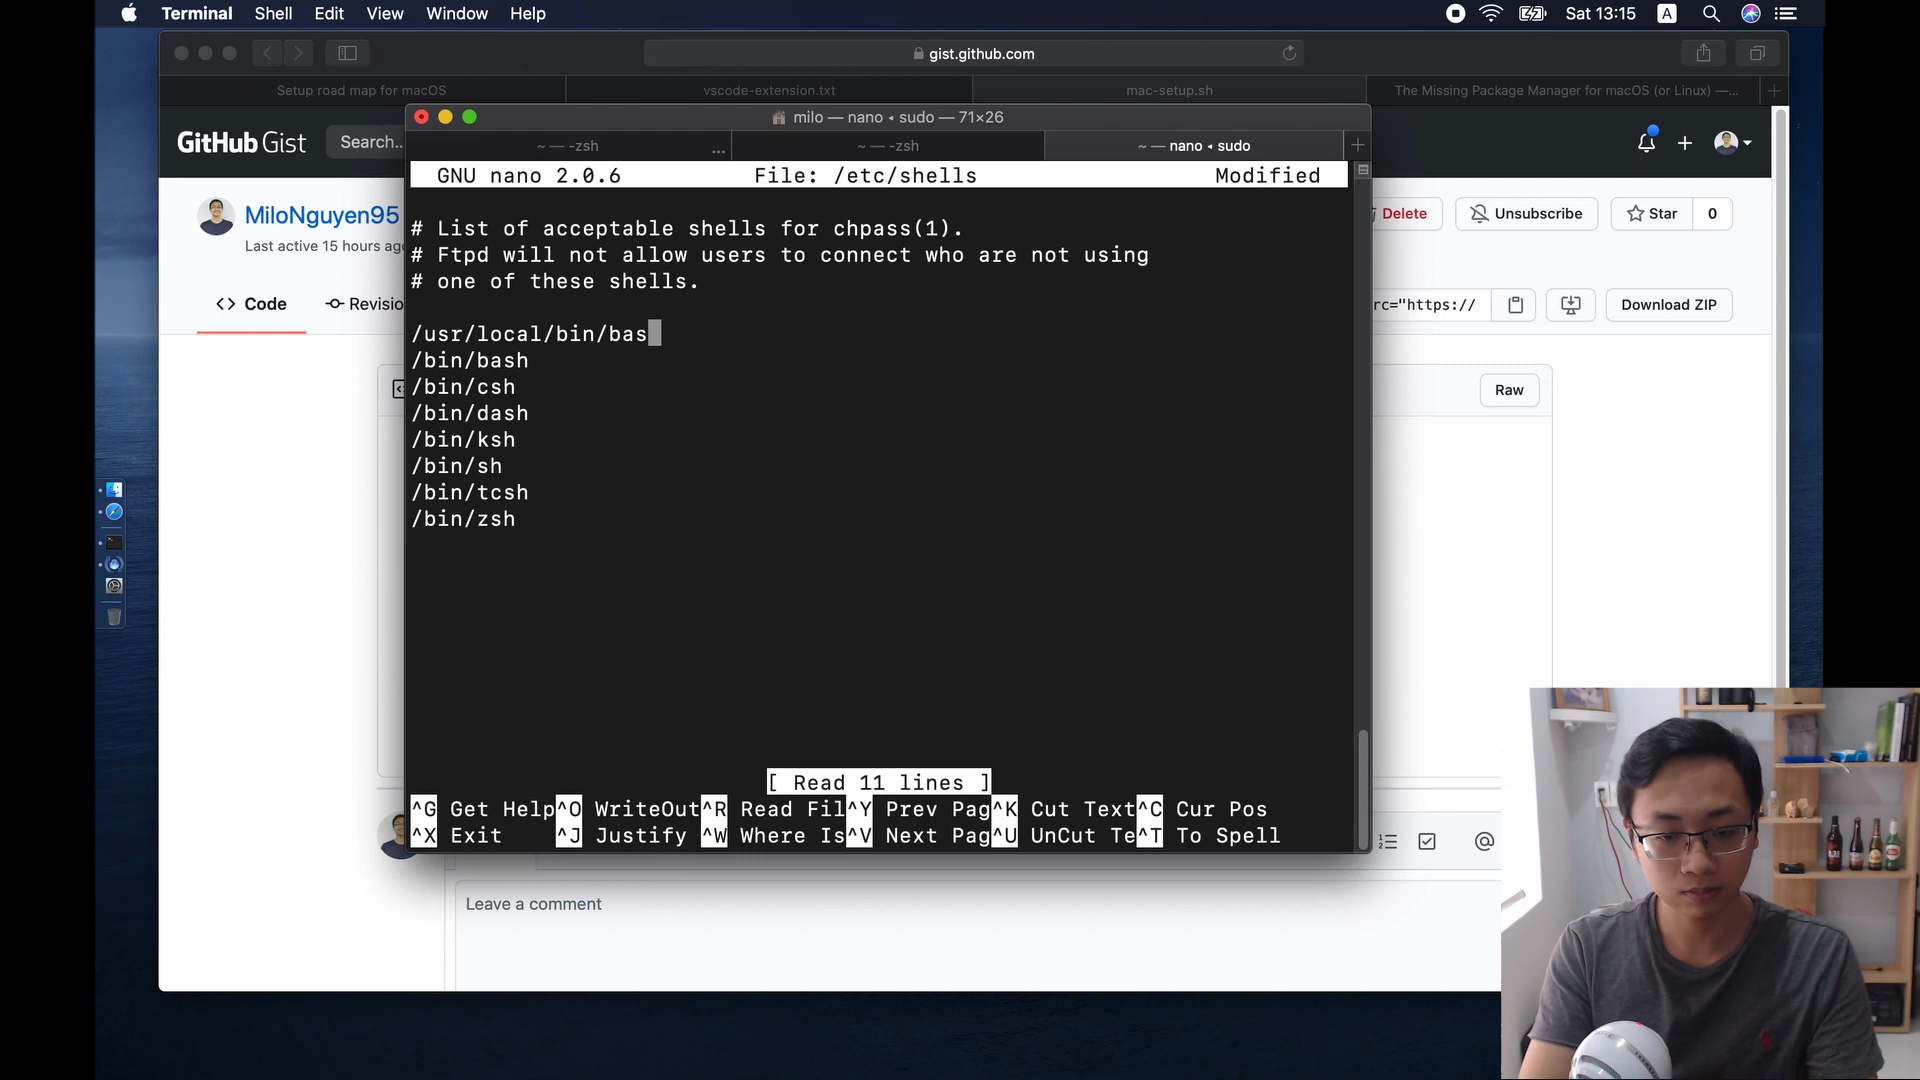 Terminal Shell Edit View Window Help
Sat 13:15 A
gist.github.com
Setup road map for macOS
vscode-extension.txt
mac-setup.sh
The Missing Package Manager for macOS (or Linux) —...
GitHub Gist
Search...
milo — nano ◂ sudo — 71×26
~ — -zsh ...
~ — -zsh
~ — nano ◂ sudo
MiloNguyen95
Last active 15 hours ago
Delete
Unsubscribe
Star 0
<> Code
Revisio
rc="https://
Download ZIP
Raw
GNU nano 2.0.6 File: /etc/shells Modified
# List of acceptable shells for chpass(1).
# Ftpd will not allow users to connect who are not using
# one of these shells.
/usr/local/bin/bas
/bin/bash
/bin/csh
/bin/dash
/bin/ksh
/bin/sh
/bin/tcsh
/bin/zsh
[ Read 11 lines ]
^G Get Help^O WriteOut^R Read Fil^Y Prev Pag^K Cut Text^C Cur Pos
^X Exit ^J Justify ^W Where Is^V Next Pag^U UnCut Te^T To Spell
Leave a comment